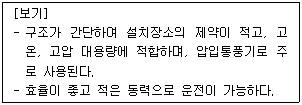 [보기]
- 구조가 간단하며 설치장소의 제약이 적고, 고
온, 고압 대용량에 적합하며, 압입통풍기로 주
로 사용된다.
- 효율이 좋고 적은 동력으로 운전이 가능하다.